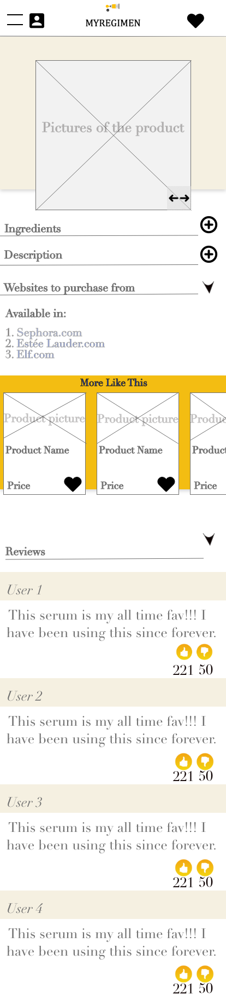 MYREGIMEN
Pictures of the product
Ingredients
Description
Websites to purchase from
Available in:
1. Sephora.com
2. Estée Lauder.com
3. Elf.com
More Like This
Product picture Product picture Produc
Product Name Product Name Product
Price Price Price
Reviews
User 1
This serum is my all time fav!!! I
have been using this since forever.
221 50
User 2
This serum is my all time fav!!! I
have been using this since forever.
221 50
User 3
This serum is my all time fav!!! I
have been using this since forever.
221 50
User 4
This serum is my all time fav!!! I
have been using this since forever.
221 50